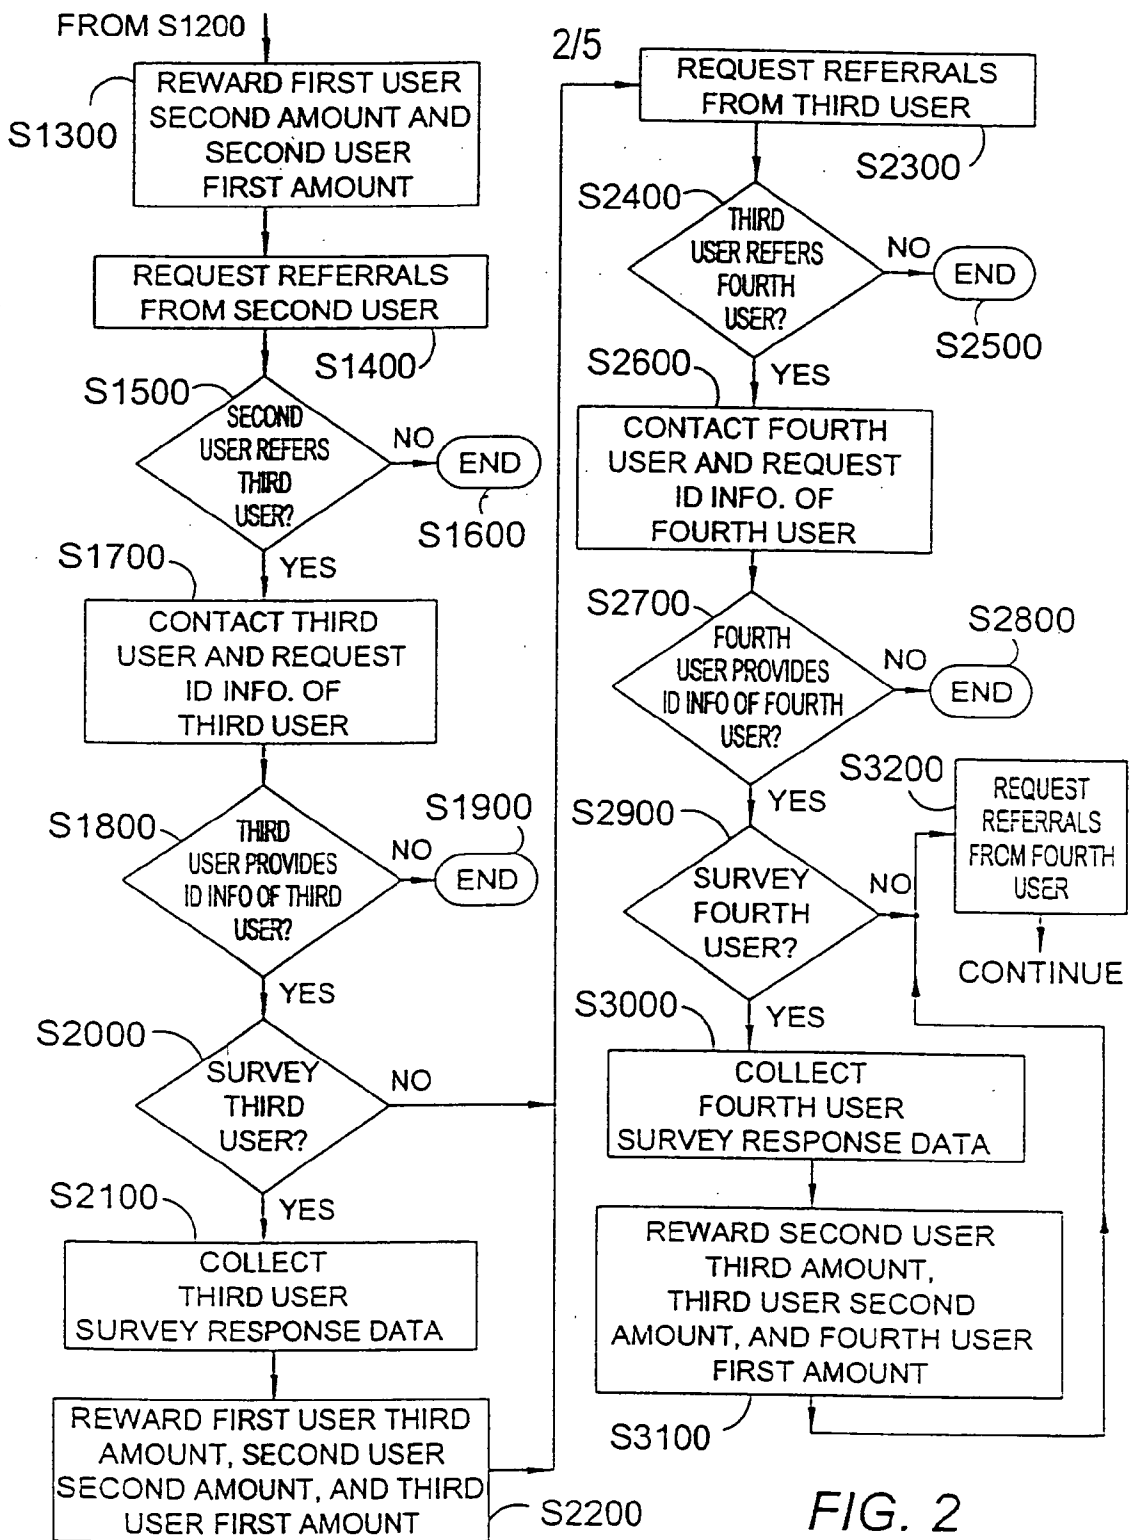 FROM S1200
REWARD FIRST USER
SECOND AMOUNT AND
SECOND USER
FIRST AMOUNT
S1300
REQUEST REFERRALS
FROM SECOND USER
S1400
S1500
SECOND
USER REFERS
THIRD
USER?
NO
END
S1600
YES
S1700
CONTACT THIRD
USER AND REQUEST
ID INFO. OF
THIRD USER
S1800
THIRD
USER PROVIDES
ID INFO OF THIRD
USER?
NO
S1900
END
YES
S2000
SURVEY
THIRD
USER?
NO
YES
S2100
COLLECT
THIRD USER
SURVEY RESPONSE DATA
REWARD FIRST USER THIRD
AMOUNT, SECOND USER
SECOND AMOUNT, AND THIRD
USER FIRST AMOUNT
S2200
2/5
REQUEST REFERRALS
FROM THIRD USER
S2300
S2400
THIRD
USER REFERS
FOURTH
USER?
NO
END
S2500
YES
S2600
CONTACT FOURTH
USER AND REQUEST
ID INFO. OF
FOURTH USER
S2700
FOURTH
USER PROVIDES
ID INFO OF FOURTH
USER?
NO
S2800
END
YES
S2900
SURVEY
FOURTH
USER?
NO
S3200
REQUEST
REFERRALS
FROM FOURTH
USER
CONTINUE
YES
S3000
COLLECT
FOURTH USER
SURVEY RESPONSE DATA
REWARD SECOND USER
THIRD AMOUNT,
THIRD USER SECOND
AMOUNT, AND FOURTH USER
FIRST AMOUNT
S3100
FIG. 2